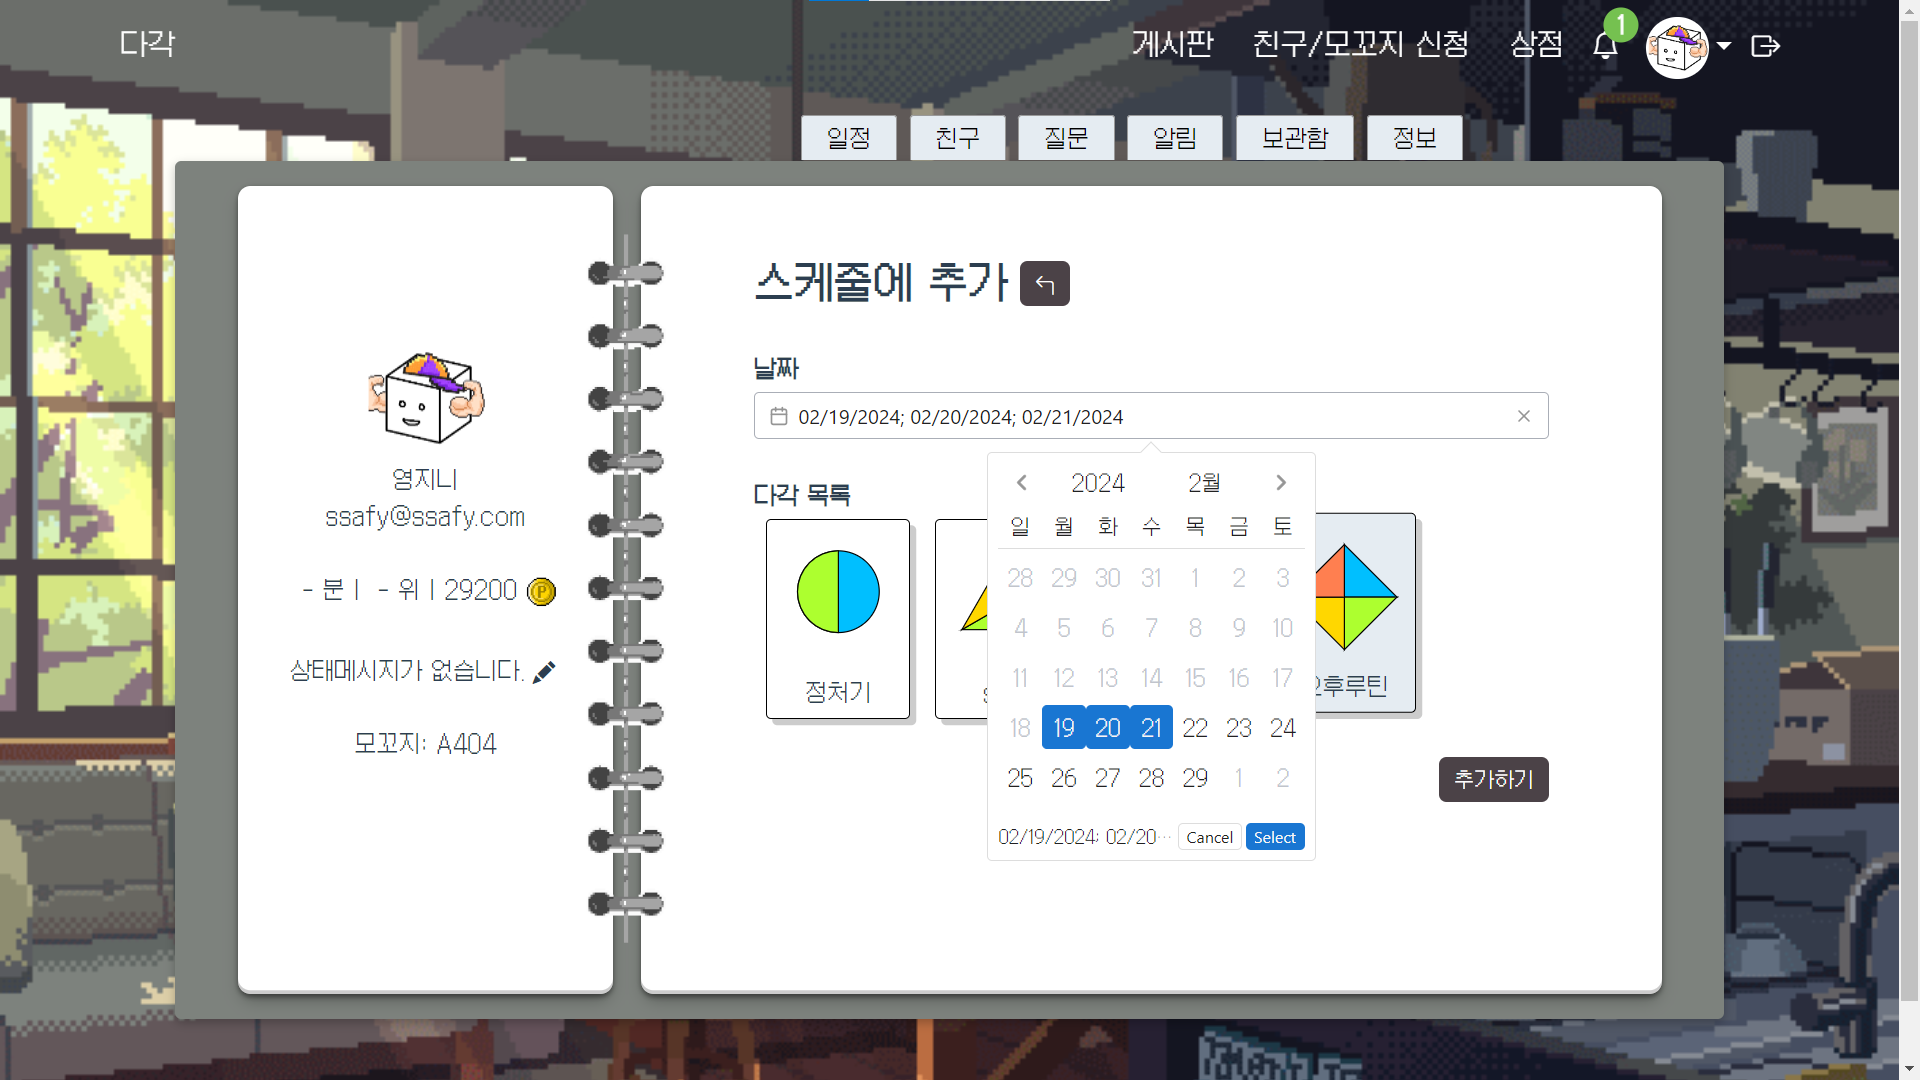 다각
게시판 친구/모꼬지 신청 상점 1
일정 친구 질문 알림 보관함 정보
영지니
ssafy@ssafy.com
- 분 | - 위 | 29200 P
상태메시지가 없습니다.
모꼬지: A404
스케줄에 추가
날짜
02/19/2024; 02/20/2024; 02/21/2024
다각 목록
정처기
오후루틴
2024 2월
일 월 화 수 목 금 토
28 29 30 31 1 2 3
4 5 6 7 8 9 10
11 12 13 14 15 16 17
18 19 20 21 22 23 24
25 26 27 28 29 1 2
02/19/2024; 02/20… Cancel Select
추가하기